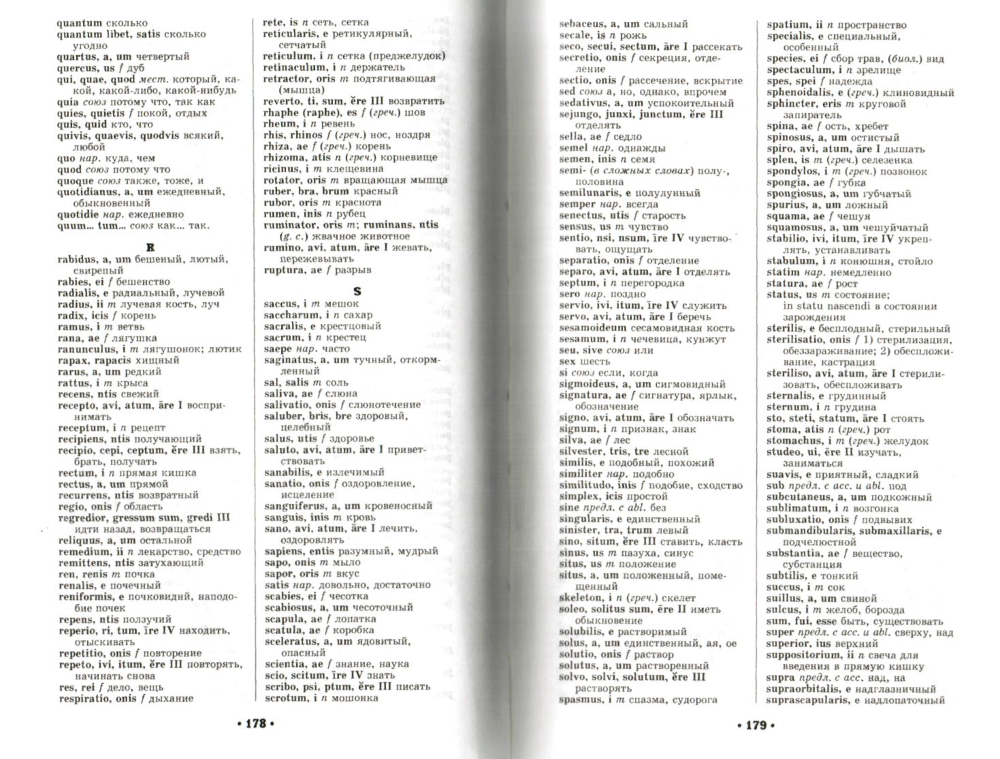 quantum сколько
quantum libet, satis сколько
угодно
quartus, a, um четвертый
quercus, us f дуб
qui, quae, quod мест. который, ка-
кой, какой-либо, какой-нибудь
quia союз потому что, так как
quies, quietis f покой, отдых
quis, quid кто, что
quivis, quaevis, quodvis всякий,
любой
quo нар. куда, чем
quod союз потому что
quoque союз также, тоже, и
quotidianus, a, um ежедневный,
обыкновенный
quotidie нар. ежедневно
quum... tum... союз как... так.
R
rabidus, a, um бешеный, лютый,
свирепый
rabies, ei f бешенство
radialis, e радиальный, лучевой
radius, ii m лучевая кость, луч
radix, icis f корень
ramus, i m ветвь
rana, ae f лягушка
ranunculus, i m лягушонок; лютик
rapax, rapacis хищный
rarus, a, um редкий
rattus, i m крыса
recens, ntis свежий
recepto, avi, atum, āre I воспри-
нимать
receptum, i n рецепт
recipiens, ntis получающий
recipio, cepi, ceptum, ĕre III взять,
брать, получать
rectum, i n прямая кишка
rectus, a, um прямой
recurrens, ntis возвратный
regio, onis f область
regredior, gressum sum, gredi III
идти назад, возвращаться
reliquus, a, um остальной
remedium, ii n лекарство, средство
remittens, ntis затухающий
ren, renis m почка
renalis, e почечный
reniformis, e почковидний, наподо-
бие почек
repens, ntis ползучий
reperio, ri, tum, īre IV находить,
отыскивать
repetitio, onis f повторение
repeto, ivi, itum, ĕre III повторять,
начинать снова
res, rei f дело, вещь
respiratio, onis f дыхание
rete, is n сеть, сетка
reticularis, e ретикулярный,
сетчатый
reticulum, i n сетка (преджелудок)
retinaculum, i n держатель
retractor, oris m подтягивающая
(мышца)
reverto, ti, sum, ĕre III возвратить
rhaphe (raphe), es f (греч.) шов
rheum, i n ревень
rhis, rhinos f (греч.) нос, ноздря
rhiza, ae f (греч.) корень
rhizoma, atis n (греч.) корневище
ricinus, i m клещевина
rotator, oris m вращающая мышца
ruber, bra, brum красный
rubor, oris m краснота
rumen, inis n рубец
ruminator, oris m; ruminans, ntis
(g. c.) жвачное животное
rumino, avi, atum, āre I жевать,
пережевывать
ruptura, ae f разрыв
S
saccus, i m мешок
saccharum, i n сахар
sacralis, e крестцовый
sacrum, i n крестец
saepe нар. часто
saginatus, a, um тучный, откорм-
ленный
sal, salis m соль
saliva, ae f слюна
salivatio, onis f слюнотечение
saluber, bris, bre здоровый,
целебный
salus, utis f здоровье
saluto, avi, atum, āre I привет-
ствовать
sanabilis, e излечимый
sanatio, onis f оздоровление,
исцеление
sanguiferus, a, um кровеносный
sanguis, inis m кровь
sano, avi, atum, āre I лечить,
оздоровлять
sapiens, entis разумный, мудрый
sapo, onis m мыло
sapor, oris m вкус
satis нар. довольно, достаточно
scabies, ei f чесотка
scabiosus, a, um чесоточный
scapula, ae f лопатка
scatula, ae f коробка
sceleratus, a, um ядовитый,
опасный
scientia, ae f знание, наука
scio, scitum, īre IV знать
scribo, psi, ptum, ĕre III писать
scrotum, i n мошонка
• 178 •
sebaceus, a, um сальный
secale, is n рожь
seco, secui, sectum, āre I рассекать
secretio, onis f секреция, отде-
ление
sectio, onis f рассечение, вскрытие
sed союз а, но, однако, впрочем
sedativus, a, um успокоительный
sejungo, junxi, junctum, ĕre III
отделять
sella, ae f седло
semel нар. однажды
semen, inis n семя
semi- (в сложных словах) полу-,
половина
semilunaris, e полулунный
semper нар. всегда
senectus, utis f старость
sensus, us m чувство
sentio, nsi, nsum, īre IV чувство-
вать, ощущать
separatio, onis f отделение
separo, avi, atum, āre I отделять
septum, i n перегородка
sero нар. поздно
servio, ivi, itum, īre IV служить
servo, avi, atum, āre I беречь
sesamoideum сесамовидная кость
sesamum, i n чечевица, кунжут
seu, sive союз или
sex шесть
si союз если, когда
sigmoideus, a, um сигмовидный
signatura, ae f сигнатура, ярлык,
обозначение
signo, avi, atum, āre I обозначать
signum, i n признак, знак
silva, ae f лес
silvester, tris, tre лесной
similis, e подобный, похожий
similiter нар. подобно
similitudo, inis f подобие, сходство
simplex, icis простой
sine предл. с abl. без
singularis, e единственный
sinister, tra, trum левый
sino, situm, ĕre III ставить, класть
sinus, us m пазуха, синус
situs, us m положение
situs, a, um положенный, поме-
щенный
skeleton, i n (греч.) скелет
soleo, solitus sum, ēre II иметь
обыкновение
solubilis, e растворимый
solus, a, um единственный, ая, ое
solutio, onis f раствор
solutus, a, um растворенный
solvo, solvi, solutum, ĕre III
растворять
spasmus, i m спазма, судорога
spatium, ii n пространство
specialis, e специальный,
особенный
species, ei f сбор трав, (биол.) вид
spectaculum, i n зрелище
spes, spei f надежда
sphenoidalis, e (греч.) клиновидный
sphincter, eris m круговой
запиратель
spina, ae f ость, хребет
spinosus, a, um остистый
spiro, avi, atum, āre I дышать
splen, is m (греч.) селезенка
spondylos, i m (греч.) позвонок
spongia, ae f губка
spongiosus, a, um губчатый
spurius, a, um ложный
squama, ae f чешуя
squamosus, a, um чешуйчатый
stabilio, ivi, itum, īre IV укреп-
лять, устанавливать
stabulum, i n конюшня, стойло
statim нар. немедленно
statura, ae f рост
status, us m состояние;
in statu nascendi в состоянии
зарождения
sterilis, e бесплодный, стерильный
sterilisatio, onis f 1) стерилизация,
обеззараживание; 2) обеспложи-
вание, кастрация
steriliso, avi, atum, āre I стерили-
зовать, обеспложивать
sternalis, e грудинный
sternum, i n грудина
sto, steti, statum, āre I стоять
stoma, atis n (греч.) рот
stomachus, i m (греч.) желудок
studeo, ui, ēre II изучать,
заниматься
suavis, e приятный, сладкий
sub предл. с acc. и abl. под
subcutaneus, a, um подкожный
sublimatum, i n возгонка
subluxatio, onis f подвывих
submandibularis, submaxillaris, e
подчелюстной
substantia, ae f вещество,
субстанция
subtilis, e тонкий
succus, i m сок
suillus, a, um свиной
sulcus, i m желоб, борозда
sum, fui, esse быть, существовать
super предл. с acc. и abl. сверху, над
superior, ius верхний
suppositorium, ii n свеча для
введения в прямую кишку
supra предл. с acc. над, на
supraorbitalis, e надглазничный
suprascapularis, e надлопаточный
• 179 •